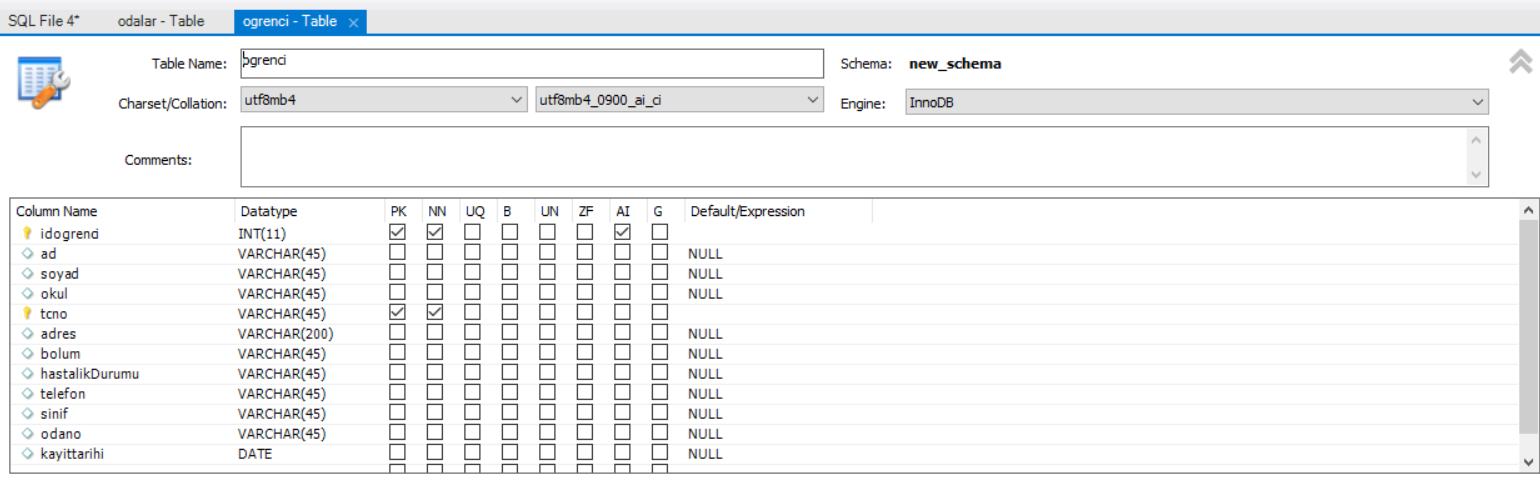 SQL File 4* odalar - Table ogrenci - Table ×
Table Name: ogrenci Schema: new_schema
Charset/Collation: utf8mb4 utf8mb4_0900_ai_ci Engine: InnoDB
Comments:
Column Name Datatype PK NN UQ B UN ZF AI G Default/Expression
idogrenci INT(11)
ad VARCHAR(45) NULL
soyad VARCHAR(45) NULL
okul VARCHAR(45) NULL
tcno VARCHAR(45)
adres VARCHAR(200) NULL
bolum VARCHAR(45) NULL
hastalikDurumu VARCHAR(45) NULL
telefon VARCHAR(45) NULL
sinif VARCHAR(45) NULL
odano VARCHAR(45) NULL
kayittarihi DATE NULL